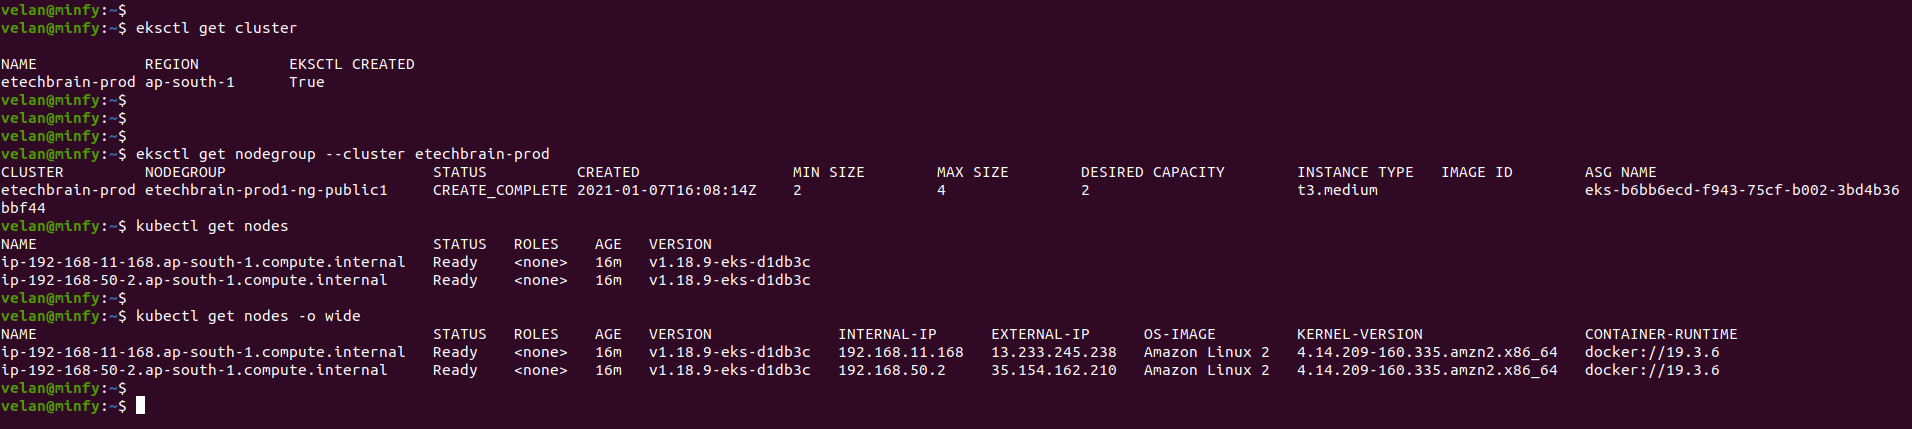 velan@minfy:~$
velan@minfy:~$ eksctl get cluster
NAME REGION EKSCTL CREATED
etechbrain-prod ap-south-1 True
velan@minfy:~$
velan@minfy:~$
velan@minfy:~$
velan@minfy:~$ eksctl get nodegroup --cluster etechbrain-prod
CLUSTER NODEGROUP STATUS CREATED MIN SIZE MAX SIZE DESIRED CAPACITY INSTANCE TYPE IMAGE ID ASG NAME
etechbrain-prod etechbrain-prod1-ng-public1 CREATE_COMPLETE 2021-01-07T16:08:14Z 2 4 2 t3.medium eks-b6bb6ecd-f943-75cf-b002-3bd4b36
bbf44
velan@minfy:~$ kubectl get nodes
NAME STATUS ROLES AGE VERSION
ip-192-168-11-168.ap-south-1.compute.internal Ready <none> 16m v1.18.9-eks-d1db3c
ip-192-168-50-2.ap-south-1.compute.internal Ready <none> 16m v1.18.9-eks-d1db3c
velan@minfy:~$
velan@minfy:~$ kubectl get nodes -o wide
NAME STATUS ROLES AGE VERSION INTERNAL-IP EXTERNAL-IP OS-IMAGE KERNEL-VERSION CONTAINER-RUNTIME
ip-192-168-11-168.ap-south-1.compute.internal Ready <none> 16m v1.18.9-eks-d1db3c 192.168.11.168 13.233.245.238 Amazon Linux 2 4.14.209-160.335.amzn2.x86_64 docker://19.3.6
ip-192-168-50-2.ap-south-1.compute.internal Ready <none> 16m v1.18.9-eks-d1db3c 192.168.50.2 35.154.162.210 Amazon Linux 2 4.14.209-160.335.amzn2.x86_64 docker://19.3.6
velan@minfy:~$
velan@minfy:~$